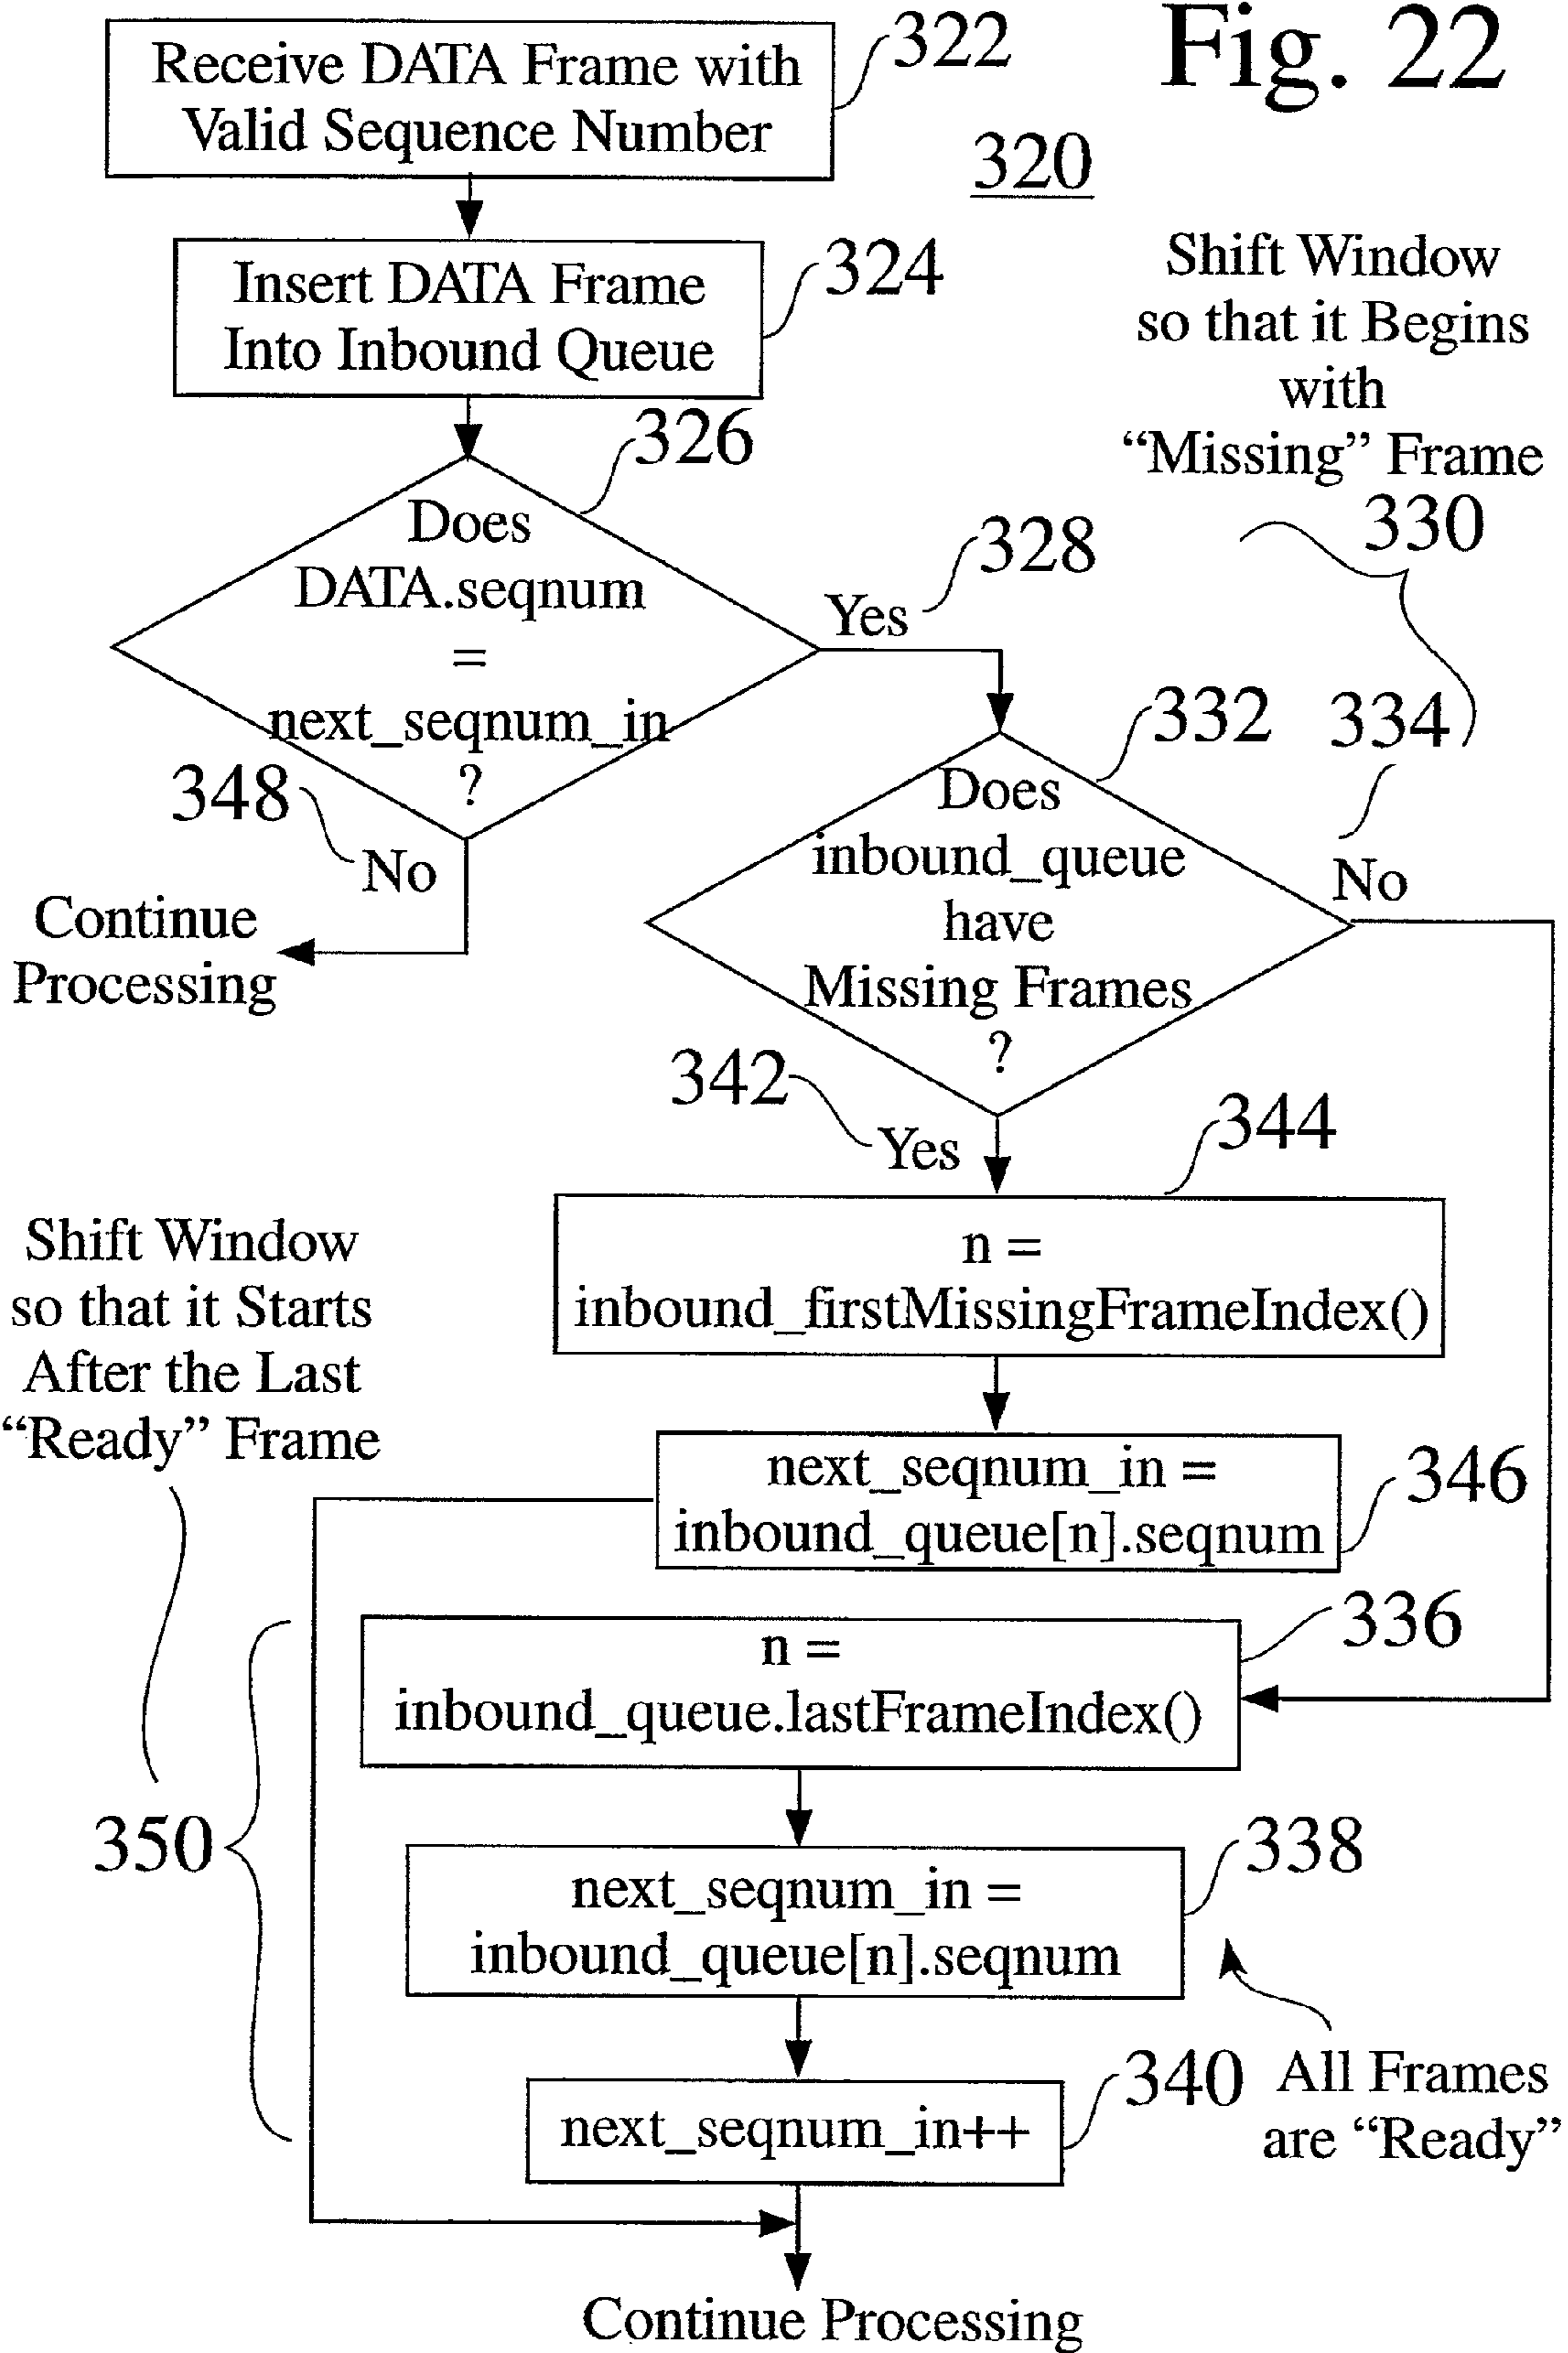 Fig. 22
320
Receive DATA Frame with
Valid Sequence Number
322
Insert DATA Frame
Into Inbound Queue
324
Shift Window
so that it Begins
with
“Missing” Frame
330
326
Does
DATA.seqnum
=
next_seqnum_in
?
328
Yes
348
No
Continue
Processing
332
334
Does
inbound_queue
have
Missing Frames
?
No
342
Yes
344
n =
inbound_firstMissingFrameIndex()
Shift Window
so that it Starts
After the Last
“Ready” Frame
next_seqnum_in =
inbound_queue[n].seqnum
346
336
n =
inbound_queue.lastFrameIndex()
350
338
next_seqnum_in =
inbound_queue[n].seqnum
340
next_seqnum_in++
All Frames
are “Ready”
Continue Processing